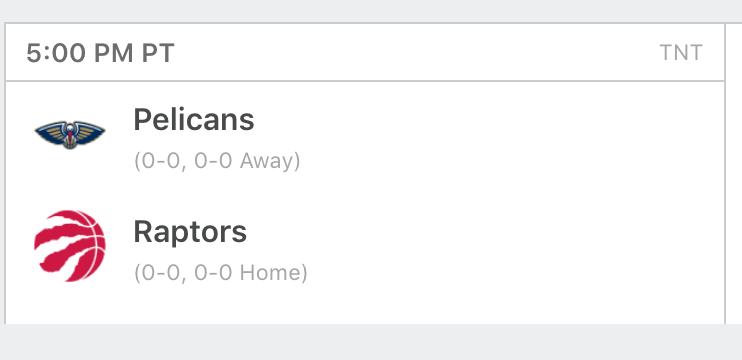 5:00 PM PT TNT
Pelicans
(0-0, 0-0 Away)
Raptors
(0-0, 0-0 Home)